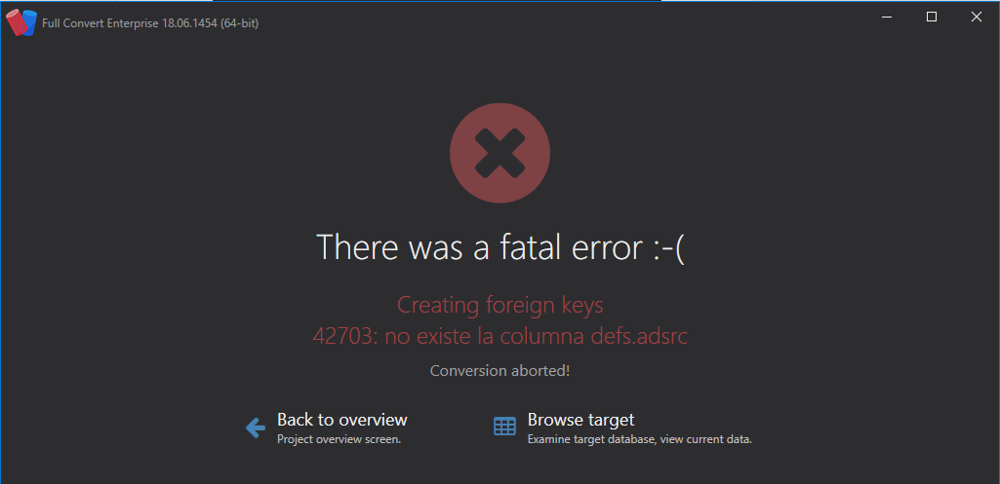 Full Convert Enterprise 18.06.1454 (64-bit)
There was a fatal error :-(
Creating foreign keys
42703: no existe la columna defs.adsrc
Conversion aborted!
Back to overview
Project overview screen.
Browse target
Examine target database, view current data.